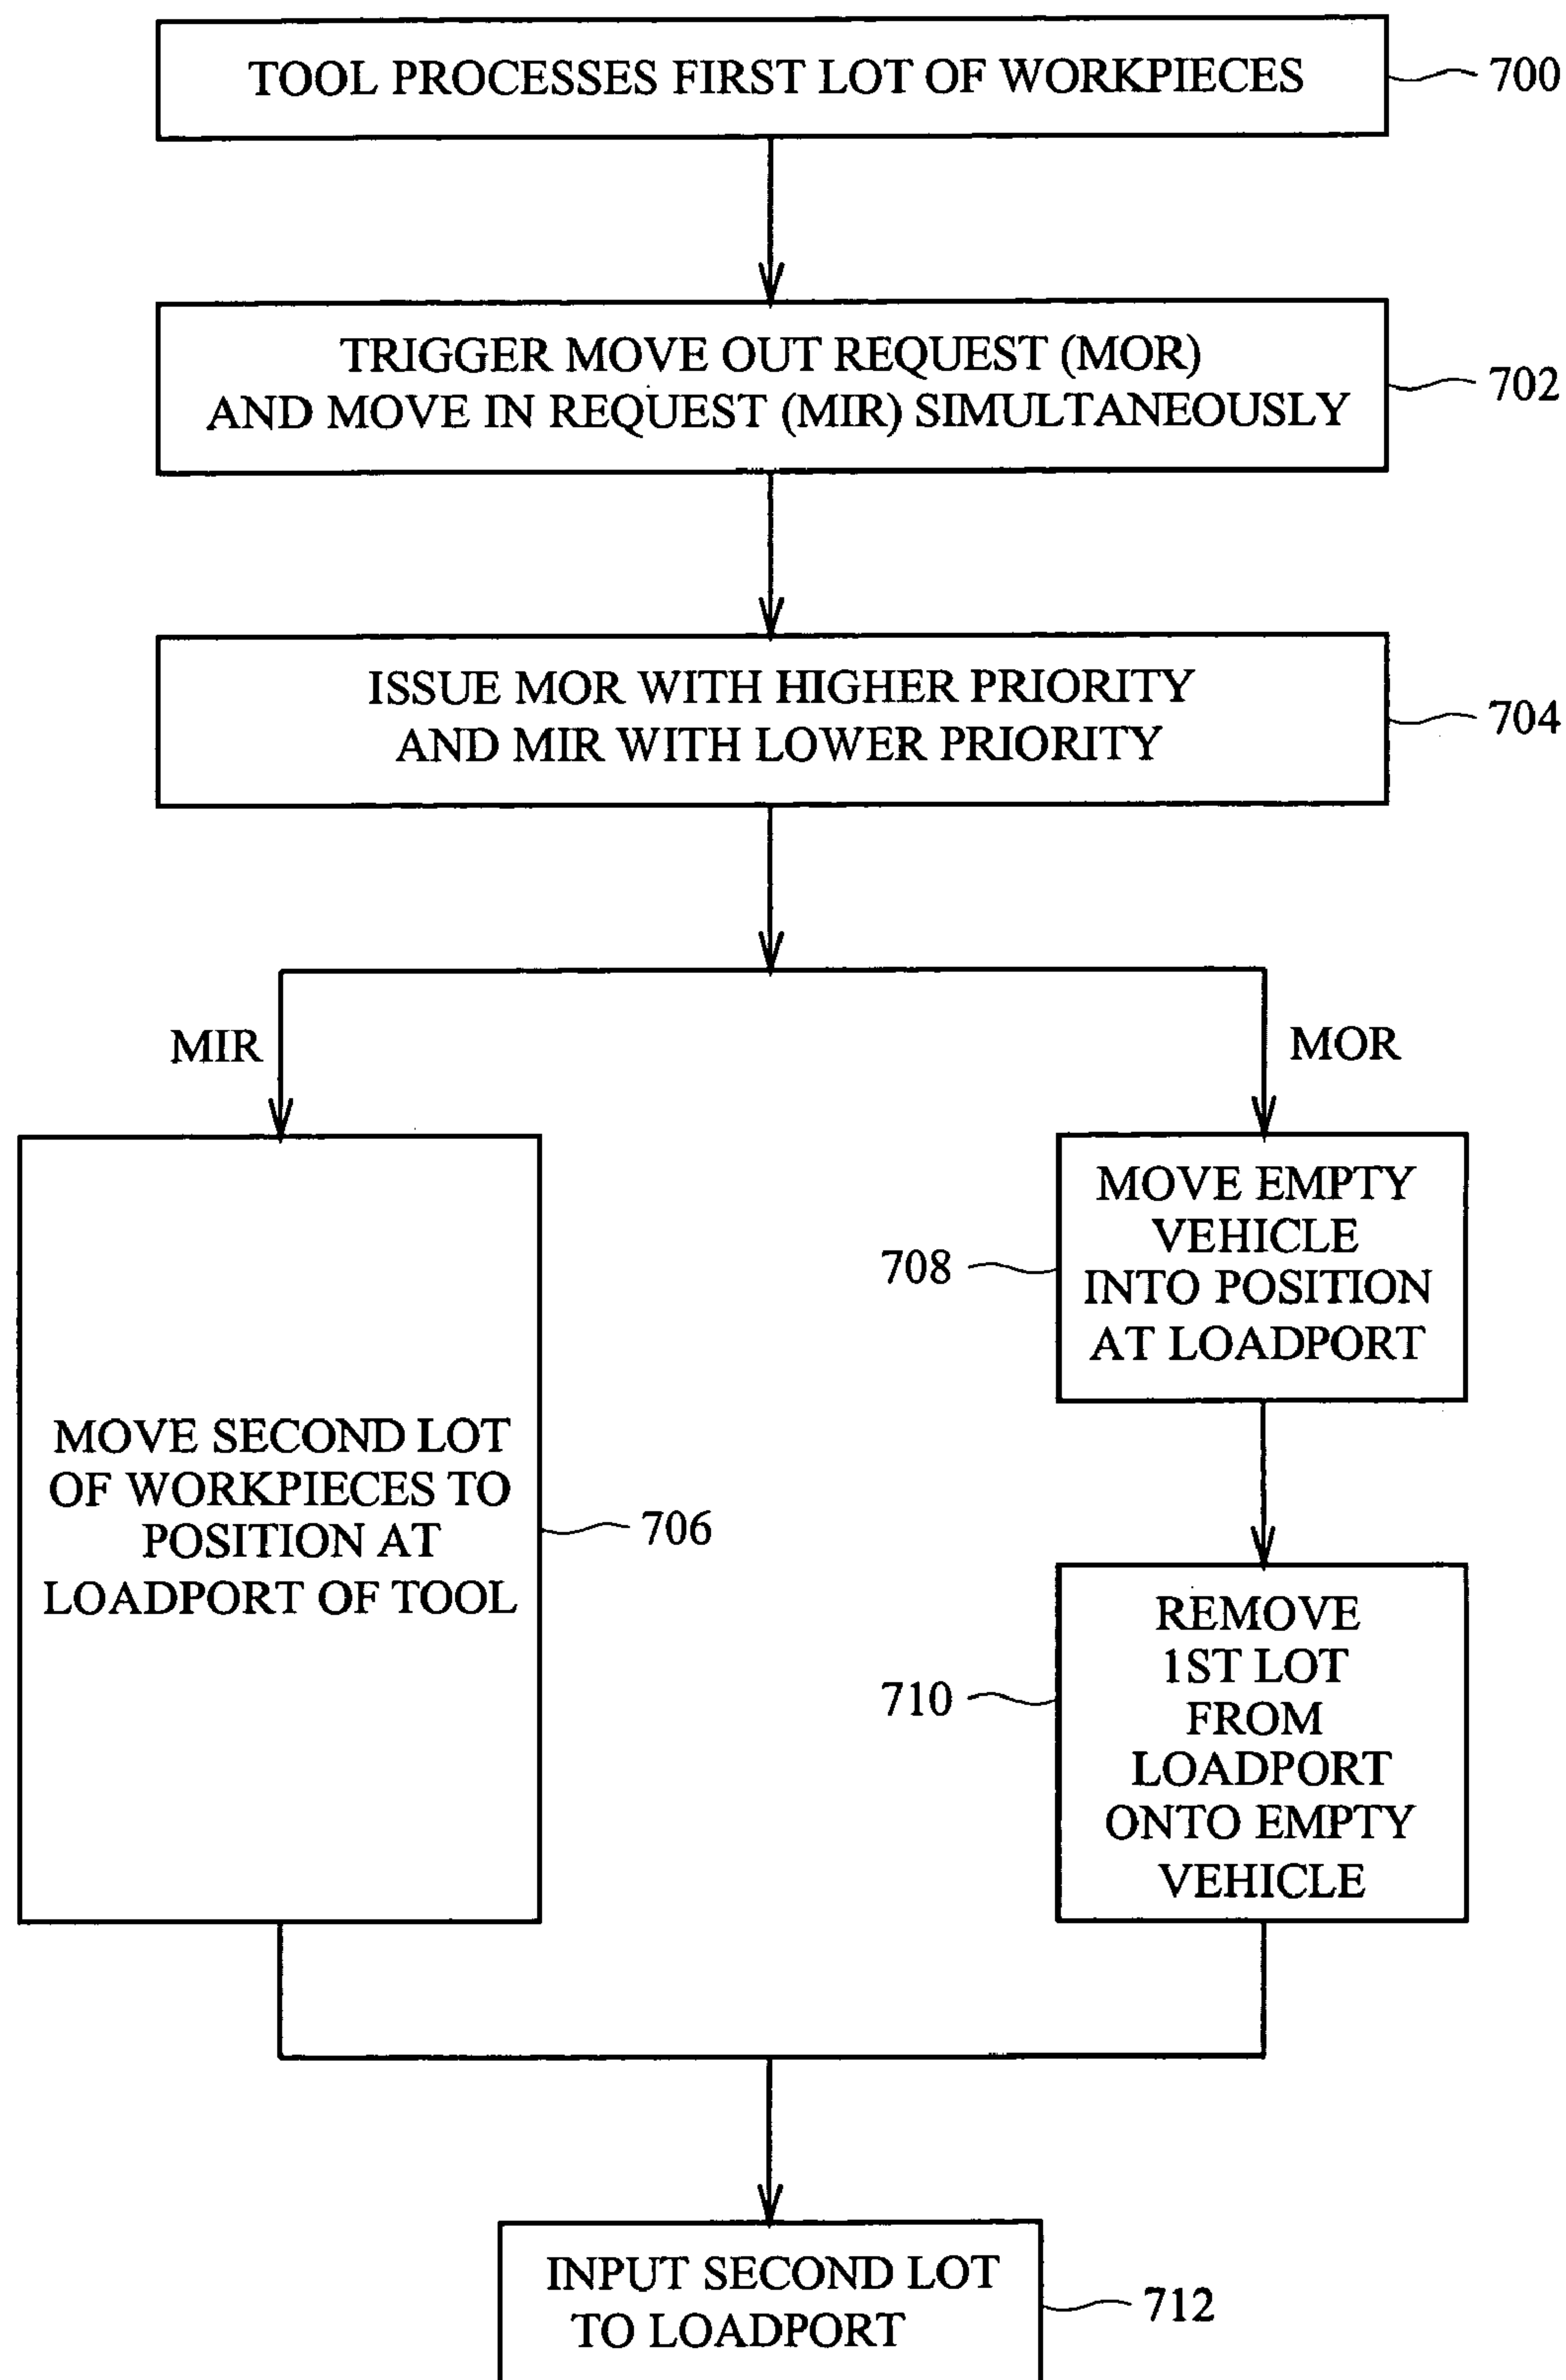 TOOL PROCESSES FIRST LOT OF WORKPIECES
700
TRIGGER MOVE OUT REQUEST (MOR)
AND MOVE IN REQUEST (MIR) SIMULTANEOUSLY
702
ISSUE MOR WITH HIGHER PRIORITY
AND MIR WITH LOWER PRIORITY
704
MIR
MOR
MOVE SECOND LOT
OF WORKPIECES TO
POSITION AT
LOADPORT OF TOOL
706
MOVE EMPTY
VEHICLE
INTO POSITION
AT LOADPORT
708
REMOVE
1ST LOT
FROM
LOADPORT
ONTO EMPTY
VEHICLE
710
INPUT SECOND LOT
TO LOADPORT
712